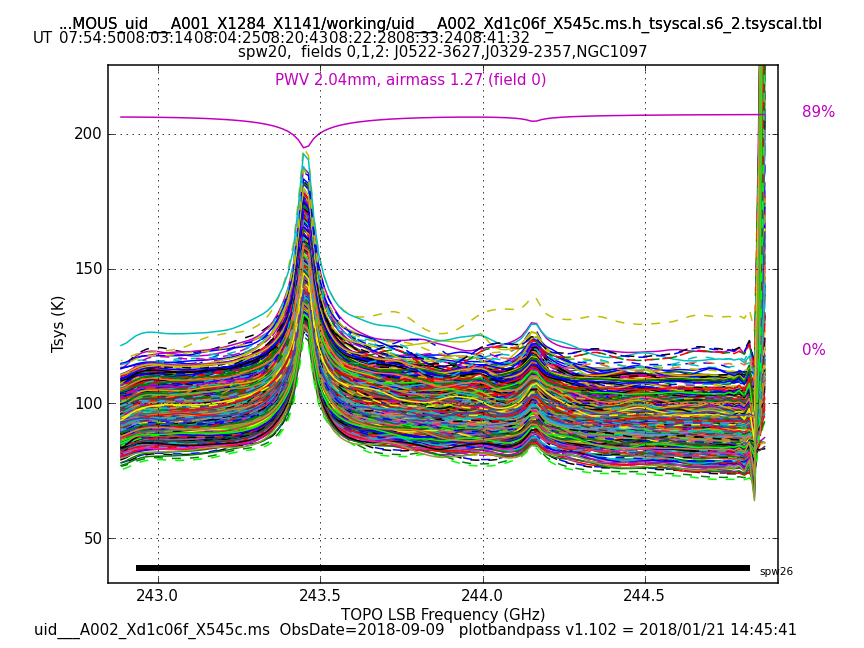 ...MOUS_uid___A001_X1284_X1141/working/uid___A002_Xd1c06f_X545c.ms.h_tsyscal.s6_2.tsyscal.tbl
UT 07:54:5008:03:1408:04:2508:20:4308:22:2808:33:2408:41:32
spw20, fields 0,1,2: J0522-3627,J0329-2357,NGC1097
PWV 2.04mm, airmass 1.27 (field 0)
89%
200
150
0%
Tsys (K)
100
50
spw26
243.0 243.5 244.0 244.5
TOPO LSB Frequency (GHz)
uid___A002_Xd1c06f_X545c.ms ObsDate=2018-09-09 plotbandpass v1.102 = 2018/01/21 14:45:41